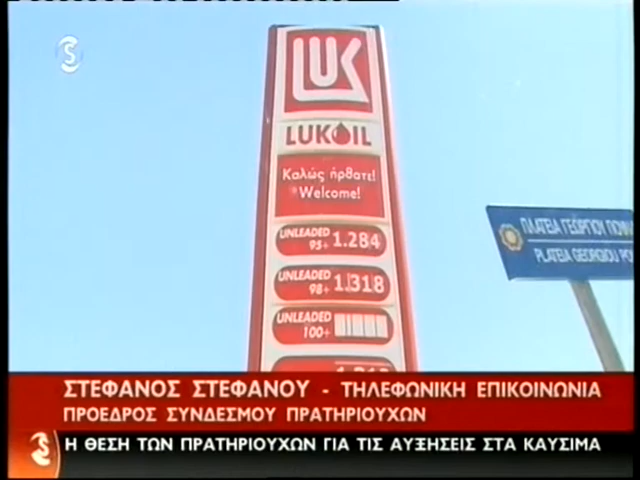 S
LUK
LUKOIL
Καλώς ήρθατε!
Welcome!
UNLEADED
95+ 1.284
UNLEADED
98+ 1.318
UNLEADED
100+
ΠΛΑΤΕΙΑ ΓΕΩΡΓΙΟΥ
PLATEIA GEORGIOU
ΣΤΕΦΑΝΟΣ ΣΤΕΦΑΝΟΥ - ΤΗΛΕΦΩΝΙΚΗ ΕΠΙΚΟΙΝΩΝΙΑ
ΠΡΟΕΔΡΟΣ ΣΥΝΔΕΣΜΟΥ ΠΡΑΤΗΡΙΟΥΧΩΝ
S
Η ΘΕΣΗ ΤΩΝ ΠΡΑΤΗΡΙΟΥΧΩΝ ΓΙΑ ΤΙΣ ΑΥΞΗΣΕΙΣ ΣΤΑ ΚΑΥΣΙΜΑ